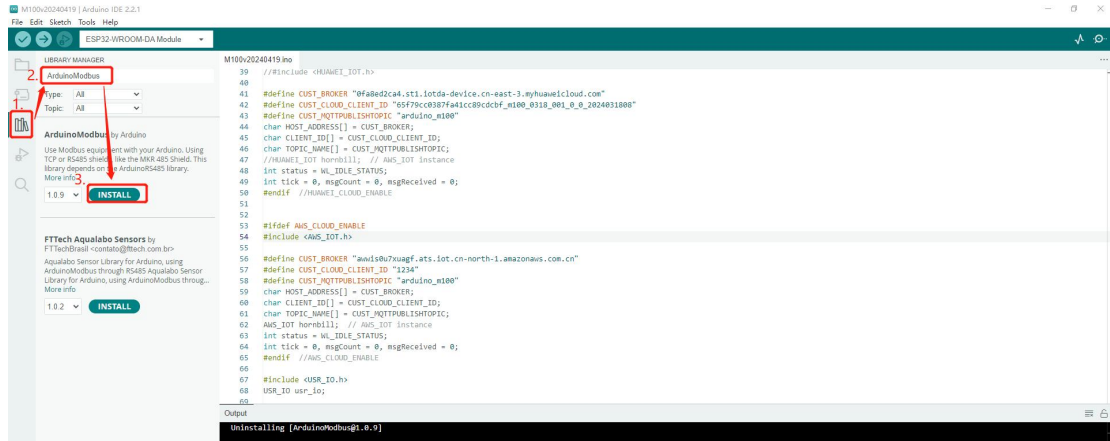 M100v20240419 | Arduino IDE 2.2.1
File Edit Sketch Tools Help
ESP32-WROOM-DA Module
LIBRARY MANAGER
2.
ArduinoModbus
Type: All
Topic: All
1.
ArduinoModbus by Arduino
Use Modbus equipment with your Arduino. Using
TCP or RS485 shields, like the MKR 485 Shield. This
library depends on the ArduinoRS485 library.
More info
3.
1.0.9 INSTALL
FTTech Aqualabo Sensors by
FTTechBrasil <contato@fttech.com.br>
Aqualabo Sensor Library for Arduino, using
ArduinoModbus through RS485 Aqualabo Sensor
Library for Arduino, using ArduinoModbus throug...
More info
1.0.2 INSTALL
M100v20240419.ino
39 //#include <HUAWEI_IOT.h>
40
41 #define CUST_BROKER "0fa8ed2ca4.st1.iotda-device.cn-east-3.myhuaweicloud.com"
42 #define CUST_CLOUD_CLIENT_ID "65f79cc0387fa41cc89cdcbf_m100_0318_001_0_0_2024031808"
43 #define CUST_MQTTPUBLISHTOPIC "arduino_m100"
44 char HOST_ADDRESS[] = CUST_BROKER;
45 char CLIENT_ID[] = CUST_CLOUD_CLIENT_ID;
46 char TOPIC_NAME[] = CUST_MQTTPUBLISHTOPIC;
47 //HUAWEI_IOT hornbill; // AWS_IOT instance
48 int status = WL_IDLE_STATUS;
49 int tick = 0, msgCount = 0, msgReceived = 0;
50 #endif //HUAWEI_CLOUD_ENABLE
51
52
53 #ifdef AWS_CLOUD_ENABLE
54 #include <AWS_IOT.h>
55
56 #define CUST_BROKER "awwis0u7xuagf.ats.iot.cn-north-1.amazonaws.com.cn"
57 #define CUST_CLOUD_CLIENT_ID "1234"
58 #define CUST_MQTTPUBLISHTOPIC "arduino_m100"
59 char HOST_ADDRESS[] = CUST_BROKER;
60 char CLIENT_ID[] = CUST_CLOUD_CLIENT_ID;
61 char TOPIC_NAME[] = CUST_MQTTPUBLISHTOPIC;
62 AWS_IOT hornbill; // AWS_IOT instance
63 int status = WL_IDLE_STATUS;
64 int tick = 0, msgCount = 0, msgReceived = 0;
65 #endif //AWS_CLOUD_ENABLE
66
67 #include <USR_IO.h>
68 USR_IO usr_io;
69
Output
Uninstalling [ArduinoModbus@1.0.9]